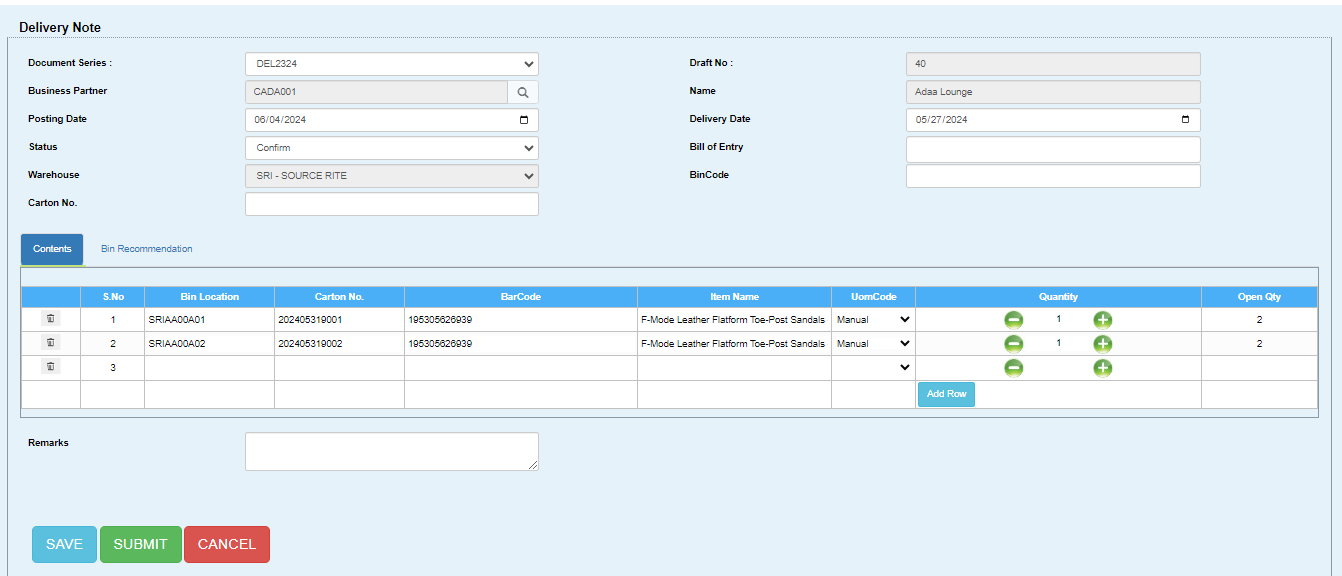 Delivery Note
Document Series : DEL2324 Draft No : 40
Business Partner CADA001 Name Adaa Lounge
Posting Date 06/04/2024 Delivery Date 05/27/2024
Status Confirm Bill of Entry
Warehouse SRI - SOURCE RITE BinCode
Carton No.
Contents Bin Recommendation
S.No Bin Location Carton No. BarCode Item Name UomCode Quantity Open Qty
1 SRIAA00A01 202405319001 195305626939 F-Mode Leather Flatform Toe-Post Sandals Manual 1 2
2 SRIAA00A02 202405319002 195305626939 F-Mode Leather Flatform Toe-Post Sandals Manual 1 2
3
Add Row
Remarks
SAVE SUBMIT CANCEL